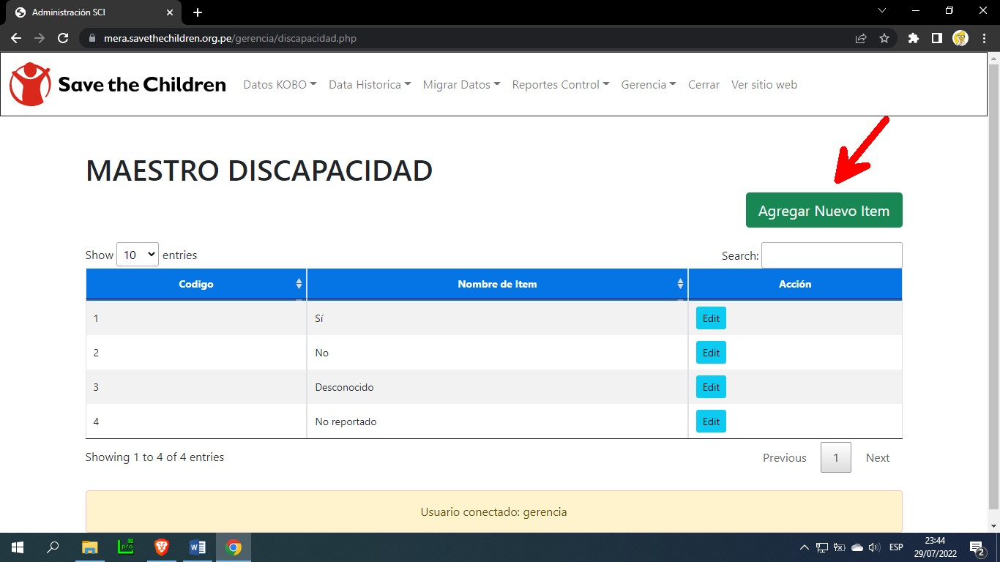 Administración SCI
mera.savethechildren.org.pe/gerencia/discapacidad.php
Save the Children Datos KOBO Data Historica Migrar Datos Reportes Control Gerencia Cerrar Ver sitio web
MAESTRO DISCAPACIDAD
Agregar Nuevo Item
Show 10 entries Search:
Codigo Nombre de Item Acción
1 Sí Edit
2 No Edit
3 Desconocido Edit
4 No reportado Edit
Showing 1 to 4 of 4 entries Previous 1 Next
Usuario conectado: gerencia
ESP 23:44
29/07/2022 2